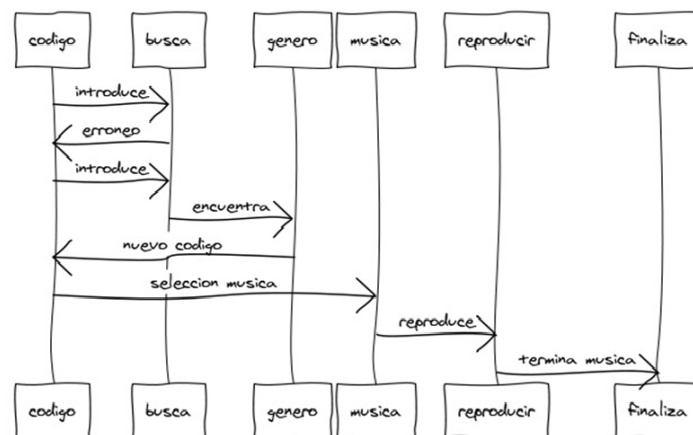 codigo busca genero musica reproducir finaliza
introduce
erroneo
introduce
encuentra
nuevo codigo
seleccion musica
reproduce
termina musica
codigo busca genero musica reproducir finaliza